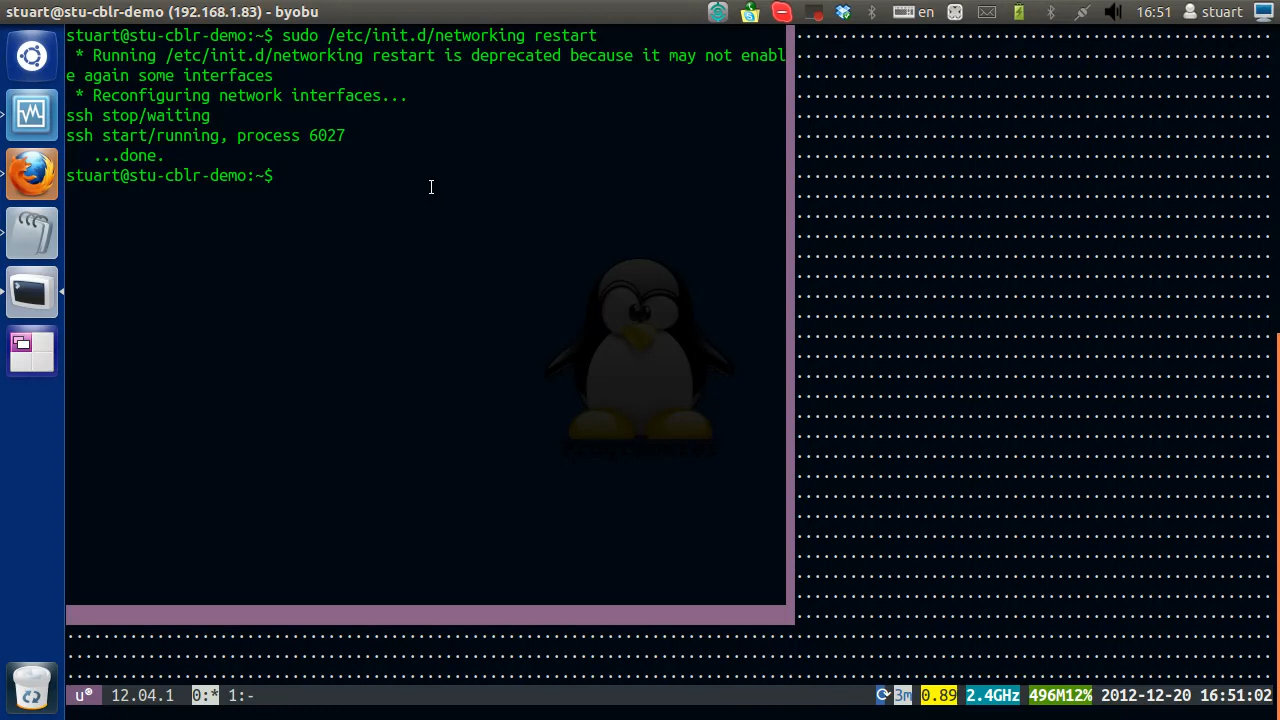 stuart@stu-cblr-demo (192.168.1.83) - byobu
en
16:51
stuart
stuart@stu-cblr-demo:~$ sudo /etc/init.d/networking restart
* Running /etc/init.d/networking restart is deprecated because it may not enabl
e again some interfaces
* Reconfiguring network interfaces...
ssh stop/waiting
ssh start/running, process 6027
...done.
stuart@stu-cblr-demo:~$
u® 12.04.1 0:* 1:- ⟳ 3m 0.89 2.4GHz 496M12% 2012-12-20 16:51:02